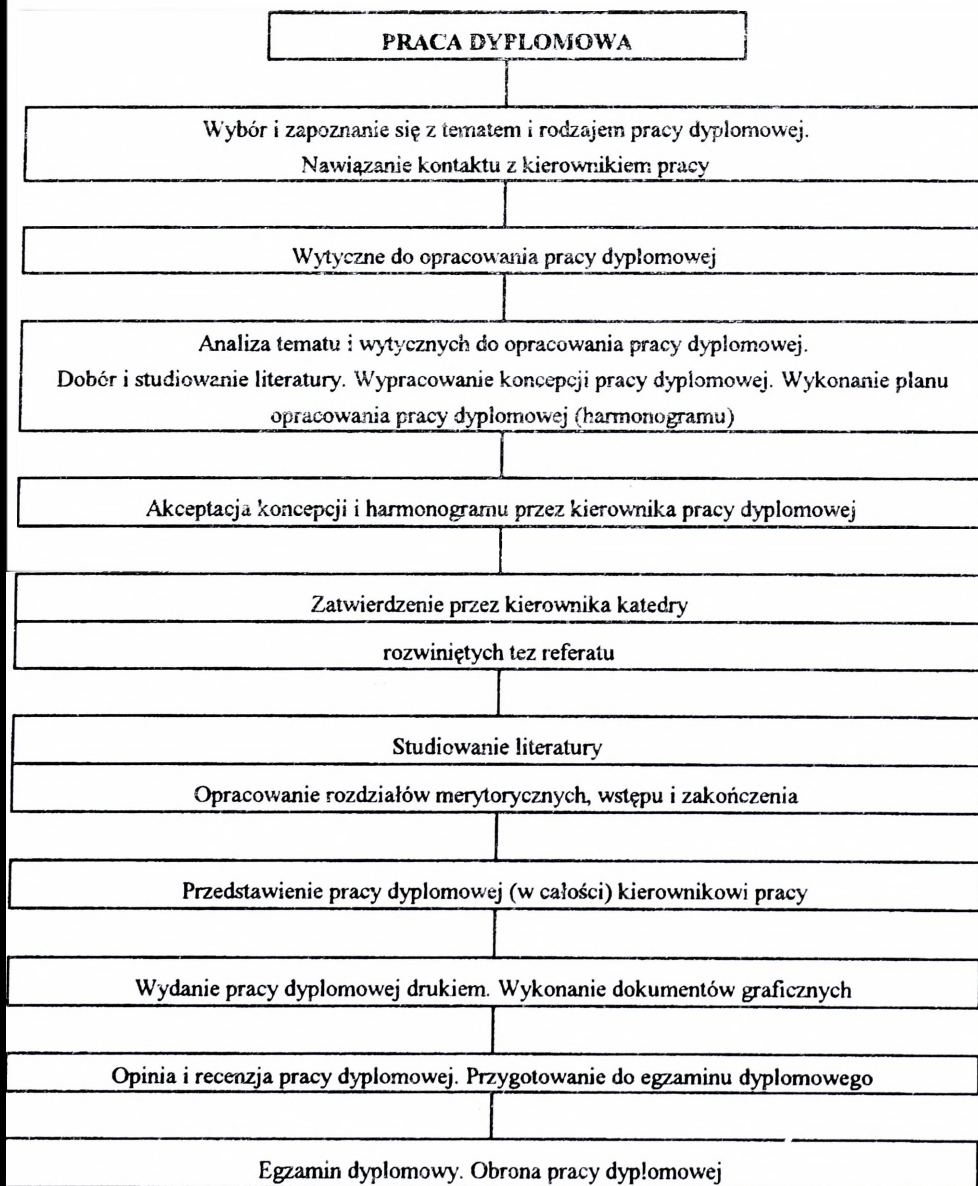 PRACA DYPLOMOWA
Wybór i zapoznanie się z tematem i rodzajem pracy dyplomowej.
Nawiązanie kontaktu z kierownikiem pracy
Wytyczne do opracowania pracy dyplomowej
Analiza tematu i wytycznych do opracowania pracy dyplomowej.
Dobór i studiowanie literatury. Wypracowanie koncepcji pracy dyplomowej. Wykonanie planu
opracowania pracy dyplomowej (harmonogramu)
Akceptacja koncepcji i harmonogramu przez kierownika pracy dyplomowej
Zatwierdzenie przez kierownika katedry
rozwiniętych tez referatu
Studiowanie literatury
Opracowanie rozdziałów merytorycznych, wstępu i zakończenia
Przedstawienie pracy dyplomowej (w całości) kierownikowi pracy
Wydanie pracy dyplomowej drukiem. Wykonanie dokumentów graficznych
Opinia i recenzja pracy dyplomowej. Przygotowanie do egzaminu dyplomowego
Egzamin dyplomowy. Obrona pracy dyplomowej